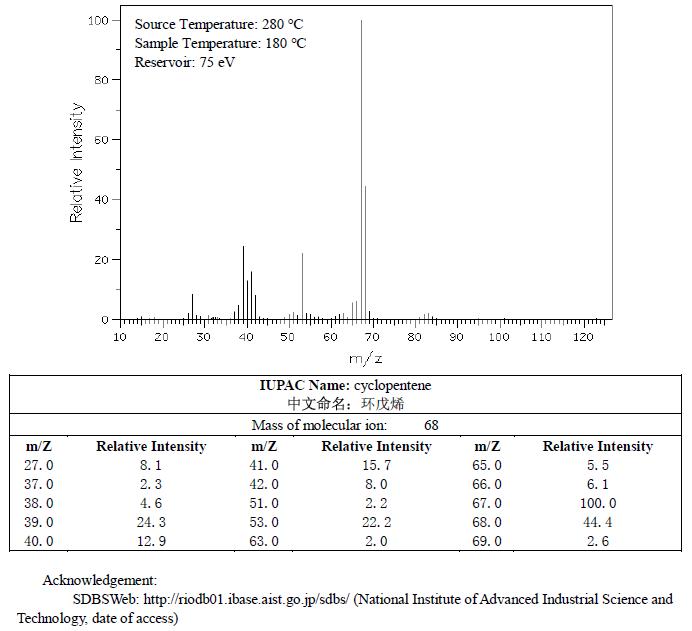 100
Source Temperature: 280 ℃
Sample Temperature: 180 ℃
Reservoir: 75 eV
80
60
40
20
0
Relative Intensity
10 20 30 40 50 60 70 80 90 100 110 120
m/z
IUPAC Name: cyclopentene
中文命名：环戊烯
Mass of molecular ion: 68
m/Z Relative Intensity m/Z Relative Intensity m/Z Relative Intensity
27.0 8.1 41.0 15.7 65.0 5.5
37.0 2.3 42.0 8.0 66.0 6.1
38.0 4.6 51.0 2.2 67.0 100.0
39.0 24.3 53.0 22.2 68.0 44.4
40.0 12.9 63.0 2.0 69.0 2.6
Acknowledgement:
SDBSWeb: http://riodb01.ibase.aist.go.jp/sdbs/ (National Institute of Advanced Industrial Science and
Technology, date of access)